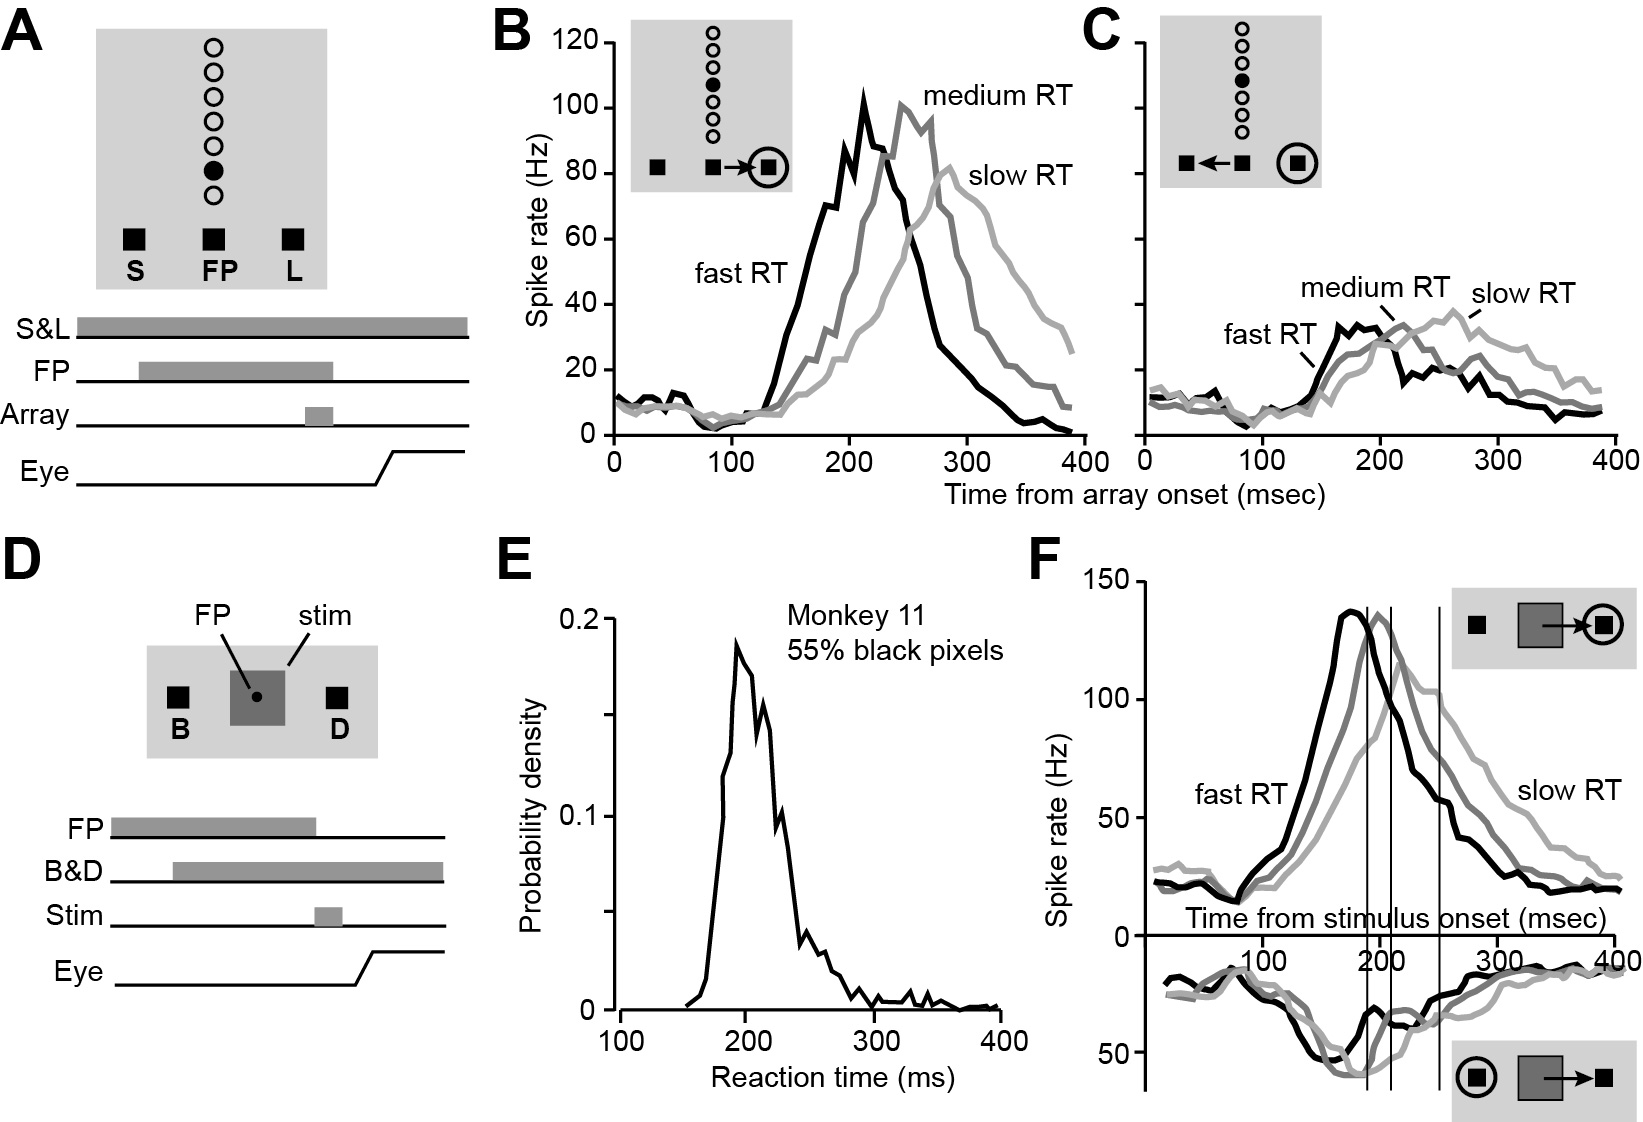 A
S FP L
S&L
FP
Array
Eye
B
120
100
80
60
40
20
0
Spike rate (Hz)
medium RT
slow RT
fast RT
0 100 200 300 400
C
medium RT
slow RT
fast RT
0 100 200 300 400
Time from array onset (msec)
D
FP stim
B D
FP
B&D
Stim
Eye
E
0.2
0.1
0
Probability density
Monkey 11
55% black pixels
100 200 300 400
Reaction time (ms)
F
150
100
50
0
50
Spike rate (Hz)
fast RT
slow RT
Time from stimulus onset (msec)
100 200 300 400